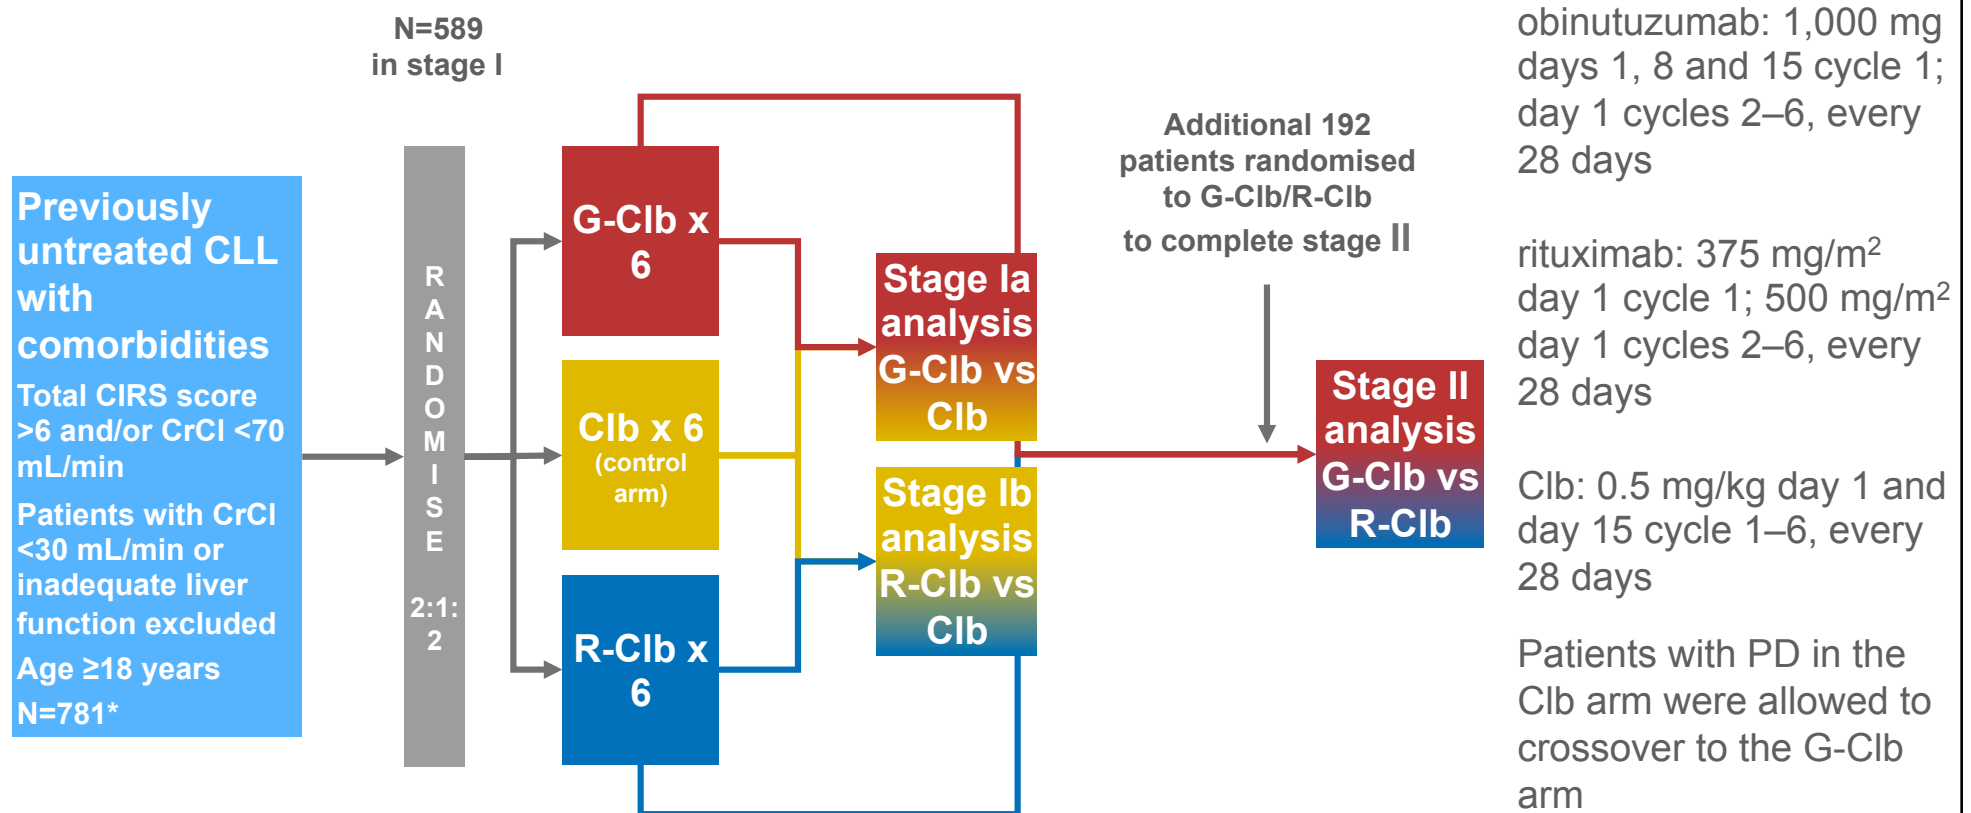 N=589
in stage I
Previously
untreated CLL
with
comorbidities
Total CIRS score
>6 and/or CrCl <70
mL/min
Patients with CrCl
<30 mL/min or
inadequate liver
function excluded
Age ≥18 years
N=781*
R
A
N
D
O
M
I
S
E
2:1:
2
G-Clb x
6
Clb x 6
(control
arm)
R-Clb x
6
Stage Ia
analysis
G-Clb vs
Clb
Stage Ib
analysis
R-Clb vs
Clb
Additional 192
patients randomised
to G-Clb/R-Clb
to complete stage II
Stage II
analysis
G-Clb vs
R-Clb
obinutuzumab: 1,000 mg
days 1, 8 and 15 cycle 1;
day 1 cycles 2–6, every
28 days
rituximab: 375 mg/m²
day 1 cycle 1; 500 mg/m²
day 1 cycles 2–6, every
28 days
Clb: 0.5 mg/kg day 1 and
day 15 cycle 1–6, every
28 days
Patients with PD in the
Clb arm were allowed to
crossover to the G-Clb
arm